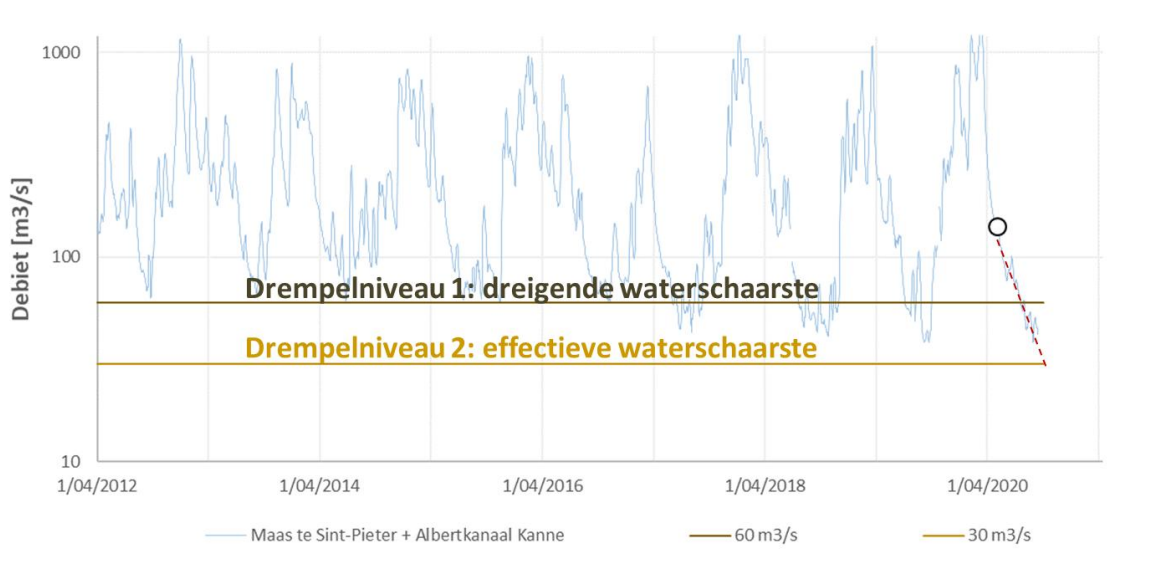 1000
100
10
Debiet [m3/s]
Drempelniveau 1: dreigende waterschaarste
Drempelniveau 2: effectieve waterschaarste
1/04/2012
1/04/2014
1/04/2016
1/04/2018
1/04/2020
Maas te Sint-Pieter + Albertkanaal Kanne
60 m3/s
30 m3/s